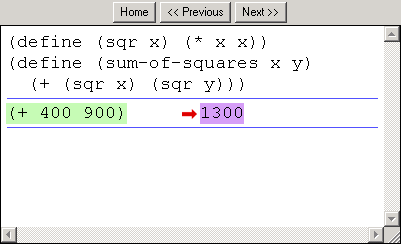 Home << Previous Next >>
(define (sqr x) (* x x))
(define (sum-of-squares x y)
  (+ (sqr x) (sqr y)))
(+ 400 900) ➡ 1300